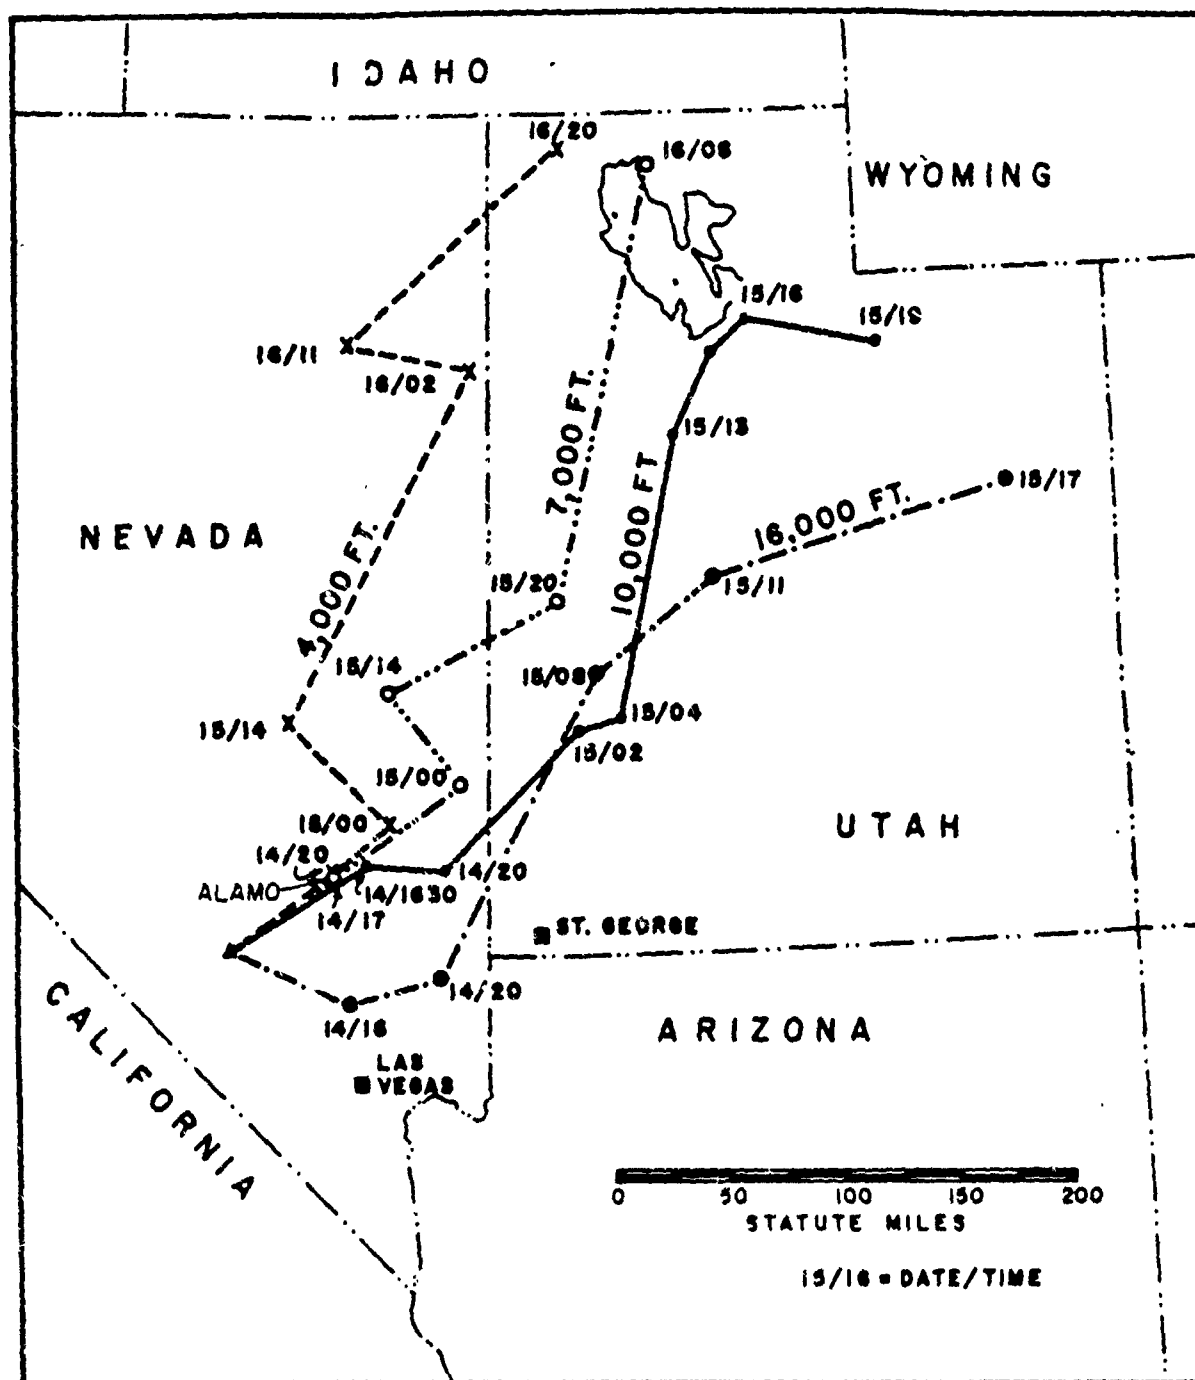 IDAHO
16/20
16/06
WYOMING
15/16
15/19
16/11
16/02
15/13
7,000 FT.
10,000 FT
15/17
16,000 FT.
NEVADA
4,000 FT.
15/20
15/11
15/14
15/08
15/14
15/04
15/02
15/00
15/00
UTAH
14/20
ALAMO
14/1630
14/20
14/17
ST. GEORGE
14/20
14/16
ARIZONA
CALIFORNIA
LAS
VEGAS
0 50 100 150 200
STATUTE MILES
15/16 = DATE/TIME